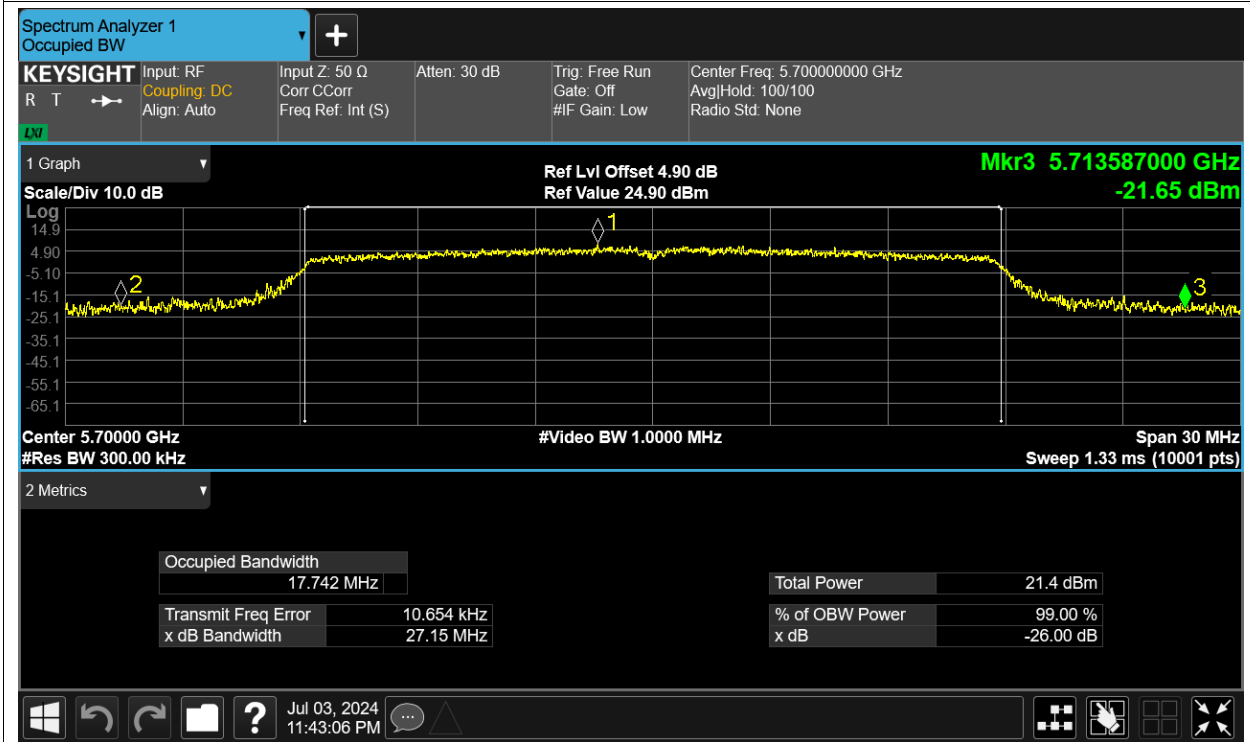 Spectrum Analyzer 1
Occupied BW
KEYSIGHT
R T
LXI
Input: RF
Coupling: DC
Align: Auto
Input Z: 50 Ω
Corr CCorr
Freq Ref: Int (S)
Atten: 30 dB
Trig: Free Run
Gate: Off
#IF Gain: Low
Center Freq: 5.700000000 GHz
Avg|Hold: 100/100
Radio Std: None
1 Graph
Scale/Div 10.0 dB
Ref Lvl Offset 4.90 dB
Ref Value 24.90 dBm
Mkr3 5.713587000 GHz
-21.65 dBm
Log
14.9
4.90
-5.10
-15.1
-25.1
-35.1
-45.1
-55.1
-65.1
1
2
3
Center 5.70000 GHz
#Video BW 1.0000 MHz
Span 30 MHz
#Res BW 300.00 kHz
Sweep 1.33 ms (10001 pts)
2 Metrics
Occupied Bandwidth
17.742 MHz
Total Power 21.4 dBm
Transmit Freq Error 10.654 kHz
% of OBW Power 99.00 %
x dB Bandwidth 27.15 MHz
x dB -26.00 dB
?
Jul 03, 2024
11:43:06 PM